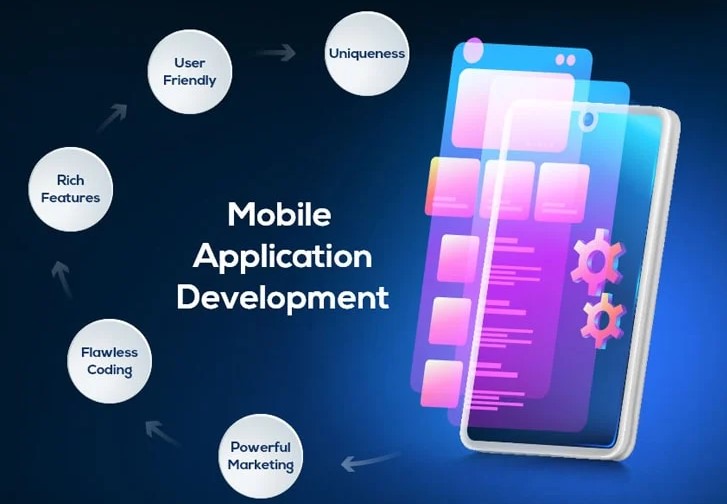 User
Friendly
Uniqueness
Rich
Features
Mobile
Application
Development
Flawless
Coding
Powerful
Marketing